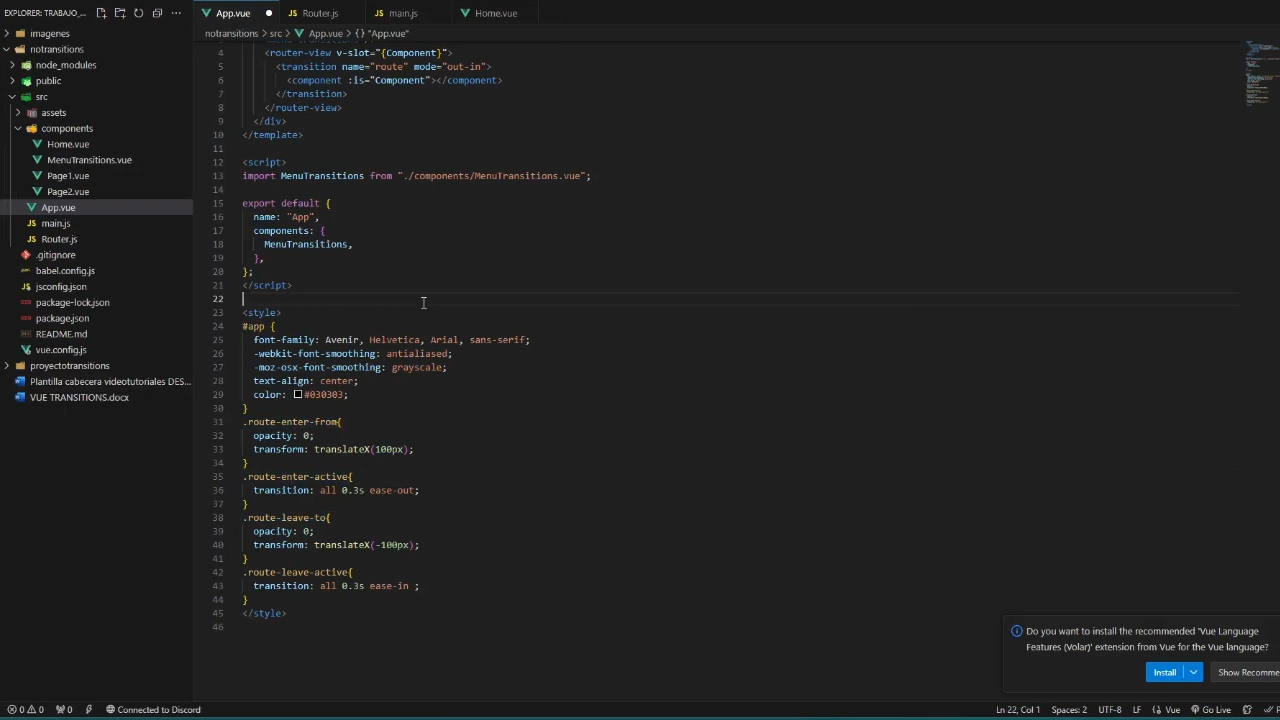 EXPLORER: TRABAJO_...
imagenes
notransitions
node_modules
public
src
assets
components
Home.vue
MenuTransitions.vue
Page1.vue
Page2.vue
App.vue
main.js
Router.js
.gitignore
babel.config.js
jsconfig.json
package-lock.json
package.json
README.md
vue.config.js
proyectotransitions
Plantilla cabecera videotutoriales DES...
VUE TRANSITIONS.docx
App.vue Router.js main.js Home.vue
notransitions > src > App.vue > {} "App.vue"
4 <router-view v-slot="{Component}">
5 <transition name="route" mode="out-in">
6 <component :is="Component"></component>
7 </transition>
8 </router-view>
9 </div>
10 </template>
11
12 <script>
13 import MenuTransitions from "./components/MenuTransitions.vue";
14
15 export default {
16 name: "App",
17 components: {
18 MenuTransitions,
19 },
20 };
21 </script>
22
23 <style>
24 #app {
25 font-family: Avenir, Helvetica, Arial, sans-serif;
26 -webkit-font-smoothing: antialiased;
27 -moz-osx-font-smoothing: grayscale;
28 text-align: center;
29 color: #030303;
30 }
31 .route-enter-from{
32 opacity: 0;
33 transform: translateX(100px);
34 }
35 .route-enter-active{
36 transition: all 0.3s ease-out;
37 }
38 .route-leave-to{
39 opacity: 0;
40 transform: translateX(-100px);
41 }
42 .route-leave-active{
43 transition: all 0.3s ease-in ;
44 }
45 </style>
46
Do you want to install the recommended 'Vue Language
Features (Volar)' extension from Vue for the Vue language?
Install Show Recomme
0 0 0 Connected to Discord Ln 22, Col 1 Spaces: 2 UTF-8 LF Vue Go Live